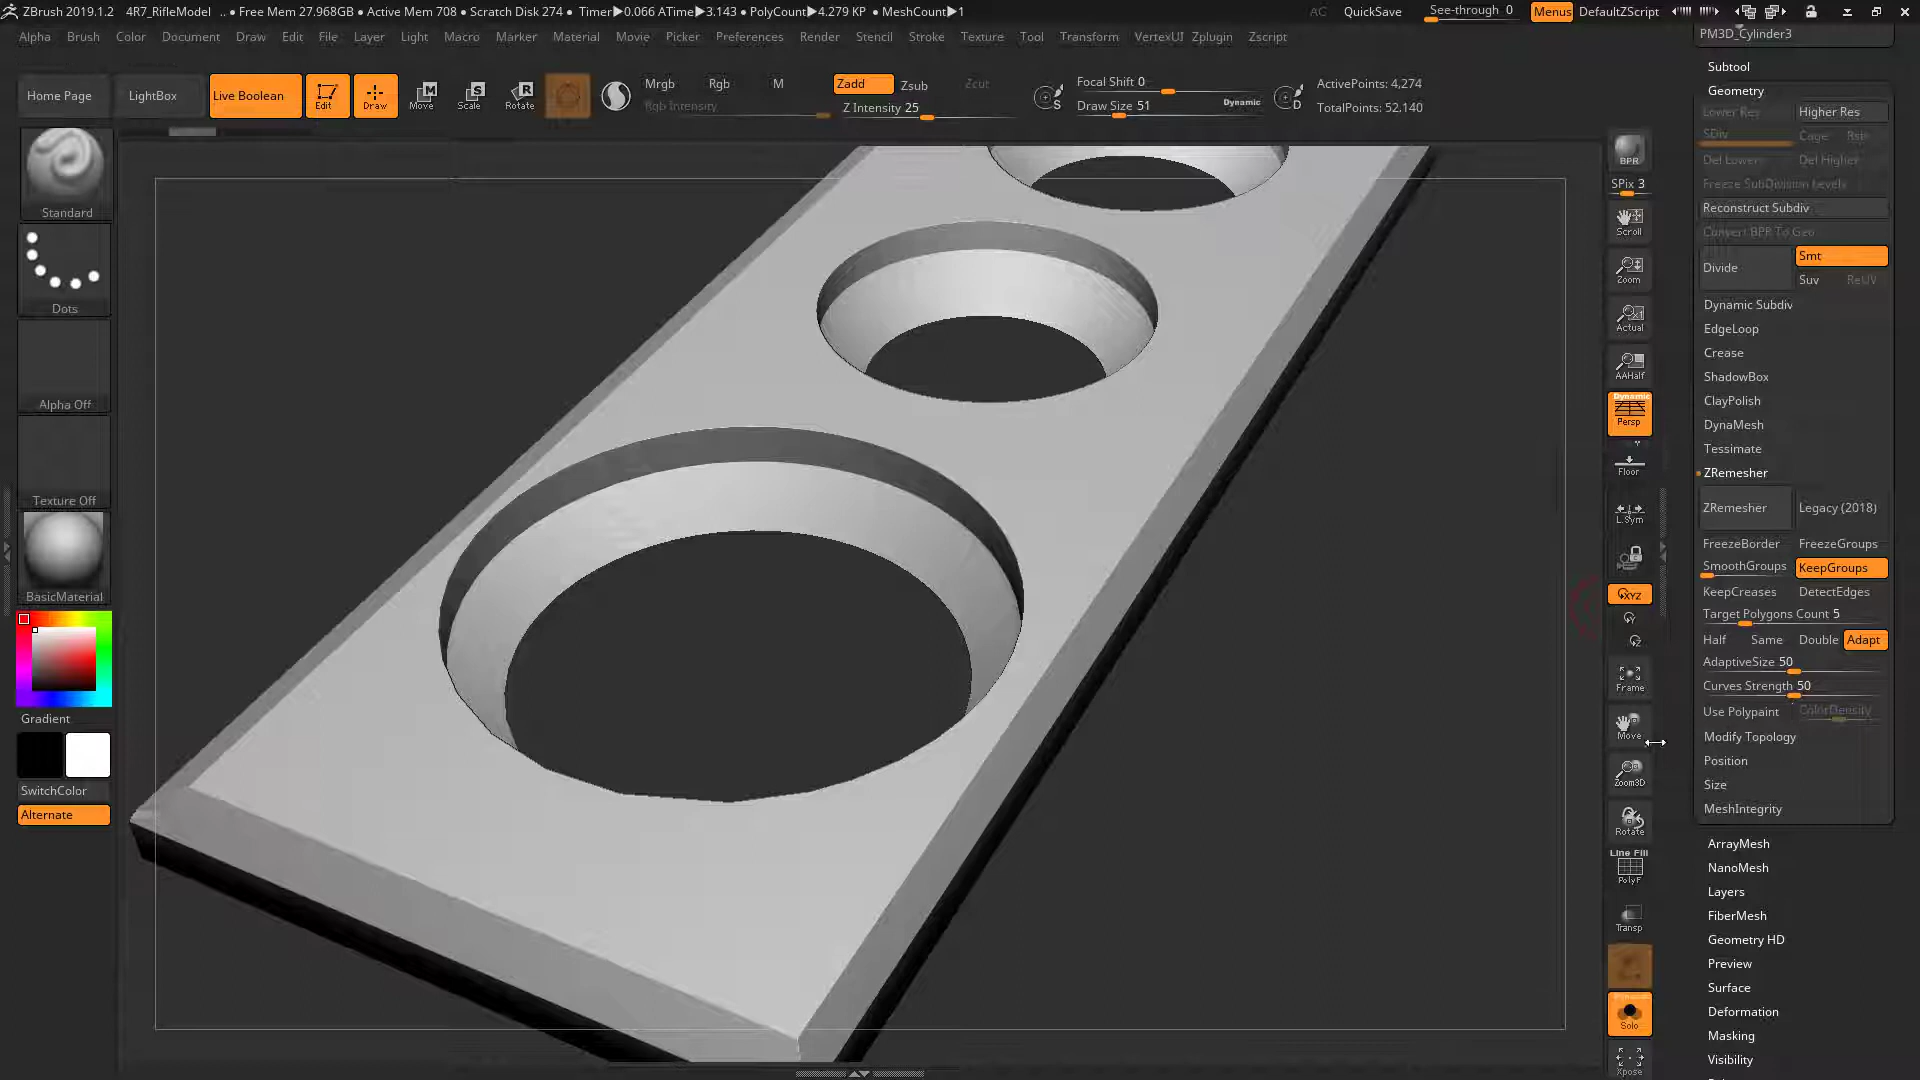 ZBrush 2019.1.2 4R7_RifleModel .. • Free Mem 27.968GB • Active Mem 708 • Scratch Disk 274 • Timer▶0.066 ATime▶3.143 • PolyCount▶4.279 KP • MeshCount▶1 AC QuickSave See-through 0 Menus DefaultZScript
Alpha Brush Color Document Draw Edit File Layer Light Macro Marker Material Movie Picker Preferences Render Stencil Stroke Texture Tool Transform VertexUI Zplugin Zscript
Home Page LightBox Live Boolean Edit Draw Move Scale Rotate
M S R
Mrgb Rgb M
Rgb Intensity
Zadd Zsub Zcut
Z Intensity 25
S Focal Shift 0
Draw Size 51 Dynamic
D
ActivePoints: 4,274
TotalPoints: 52,140
Standard
Dots
Alpha Off
Texture Off
BasicMaterial
Gradient
SwitchColor
Alternate
BPR
SPix 3
Scroll
Zoom
Actual
AAHalf
Dynamic
Persp
Floor
L.Sym
XYZ
Y
Z
Frame
Move
Zoom3D
Rotate
Line Fill
PolyF
Transp
Solo
Xpose
PM3D_Cylinder3
Subtool
Geometry
Lower Res Higher Res
SDiv Cage Rstr
Del Lower Del Higher
Freeze SubDivision Levels
Reconstruct Subdiv
Convert BPR To Geo
Divide Smt
Suv ReUV
Dynamic Subdiv
EdgeLoop
Crease
ShadowBox
ClayPolish
DynaMesh
Tessimate
ZRemesher
ZRemesher Legacy (2018)
FreezeBorder FreezeGroups
SmoothGroups KeepGroups
KeepCreases DetectEdges
Target Polygons Count 5
Half Same Double Adapt
AdaptiveSize 50
Curves Strength 50
Use Polypaint ColorDensity
Modify Topology
Position
Size
MeshIntegrity
ArrayMesh
NanoMesh
Layers
FiberMesh
Geometry HD
Preview
Surface
Deformation
Masking
Visibility